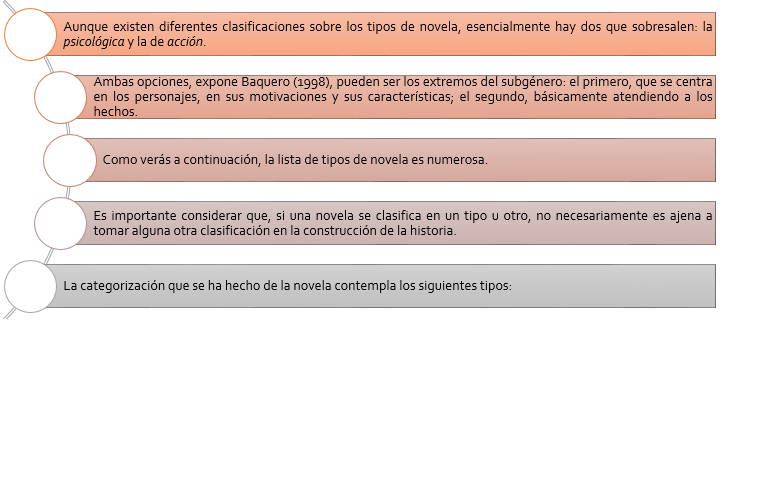 Aunque existen diferentes clasificaciones sobre los tipos de novela, esencialmente hay dos que sobresalen: la
psicológica y la de acción.
Ambas opciones, expone Baquero (1998), pueden ser los extremos del subgénero: el primero, que se centra
en los personajes, en sus motivaciones y sus características; el segundo, básicamente atendiendo a los
hechos.
Como verás a continuación, la lista de tipos de novela es numerosa.
Es importante considerar que, si una novela se clasifica en un tipo u otro, no necesariamente es ajena a
tomar alguna otra clasificación en la construcción de la historia.
La categorización que se ha hecho de la novela contempla los siguientes tipos: